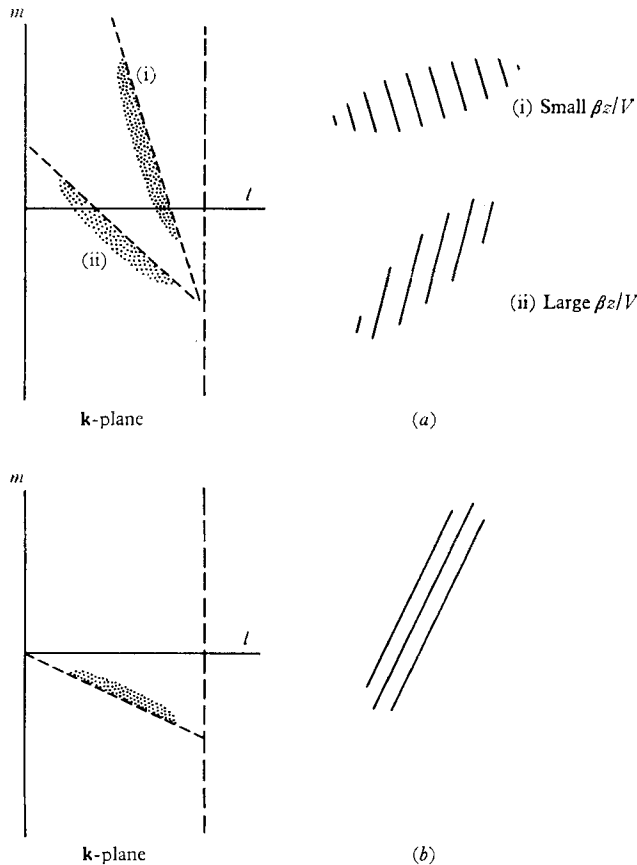 m
(i)
l
(ii)
k-plane
(i) Small βz/V
(ii) Large βz/V
(a)
m
l
k-plane
(b)